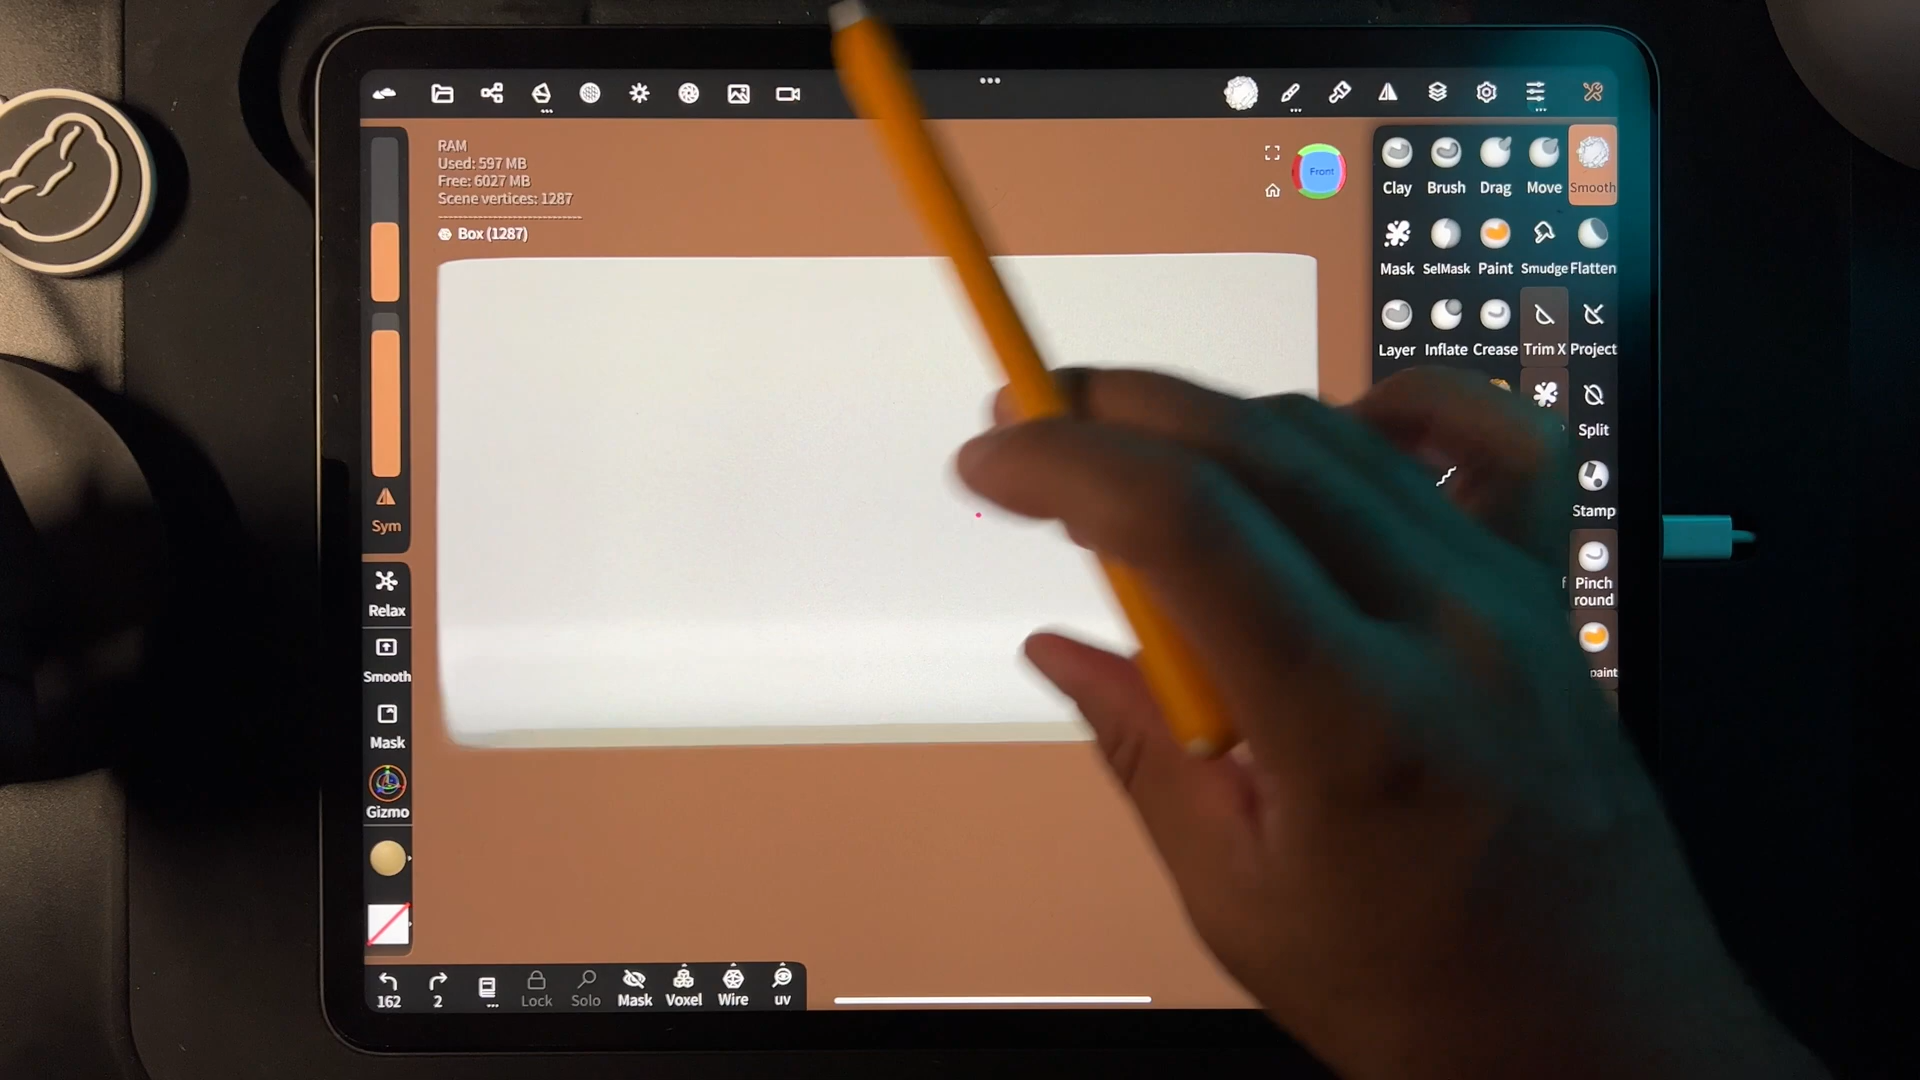 RAM
Used: 597 MB
Free: 6027 MB
Scene vertices: 1287
Box (1287)
Front
Clay Brush Drag Move Smooth
Mask SelMask Paint Smudge Flatten
Layer Inflate Crease Trim X Project
Split
Stamp
Pinch
round
paint
Sym
Relax
Smooth
Mask
Gizmo
162 2 Lock Solo Mask Voxel Wire uv